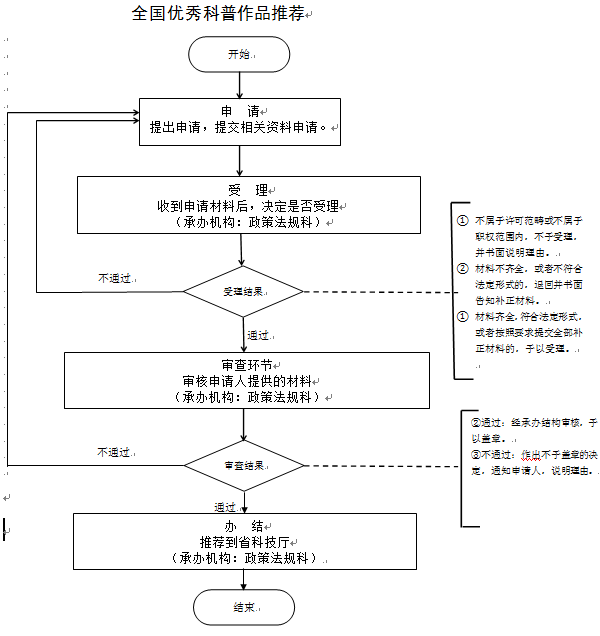 全国优秀科普作品推荐
开始
申 请
提出申请，提交相关资料申请。
受 理
收到申请材料后，决定是否受理
（承办机构：政策法规科）
不通过
受理结果
① 不属于许可范畴或不属于
职权范围内，不予受理，
并书面说明理由。
② 材料不齐全，或者不符合
法定形式的，退回并书面
告知补正材料。
① 材料齐全，符合法定形式，
或者按照要求提交全部补
正材料的，予以受理。
通过
审查环节
审核申请人提供的材料
（承办机构：政策法规科）
不通过
审查结果
②通过：经承办结构审核，予
以盖章。
③不通过：作出不予盖章的决
定，通知申请人，说明理由。
通过
办 结
推荐到省科技厅
（承办机构：政策法规科）
结束